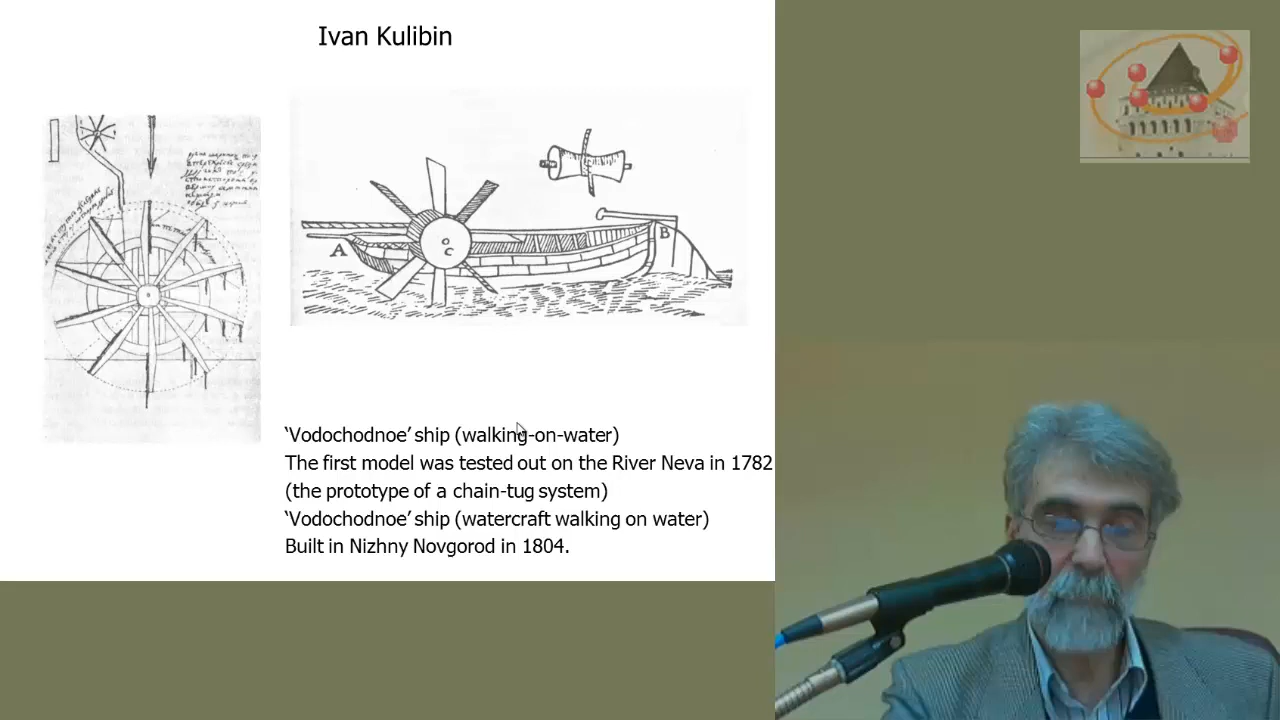 Ivan Kulibin
A
B
C
‘Vodochodnoe’ ship (walking-on-water)
The first model was tested out on the River Neva in 1782
(the prototype of a chain-tug system)
‘Vodochodnoe’ ship (watercraft walking on water)
Built in Nizhny Novgorod in 1804.